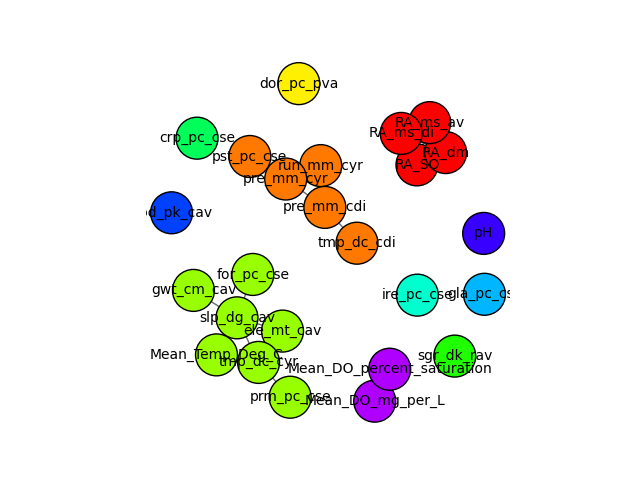 dor_pc_pva
crp_pc_cse
RA_ms_av
RA_ms_di
pst_pc_cse
RA_dm
run_mm_cyr
RA_SO
pre_mm_cyr
pre_mm_cdi
d_pk_cav
pH
tmp_dc_cdi
for_pc_cse
gwt_cm_cav
ire_pc_cse
gla_pc_cs
slp_dg_cav
ele_mt_cav
Mean_Temp_Deg_C
sgr_dk_rav
tmp_dc_cyr
Mean_DO_percent_saturation
prm_pc_cse
Mean_DO_mg_per_L